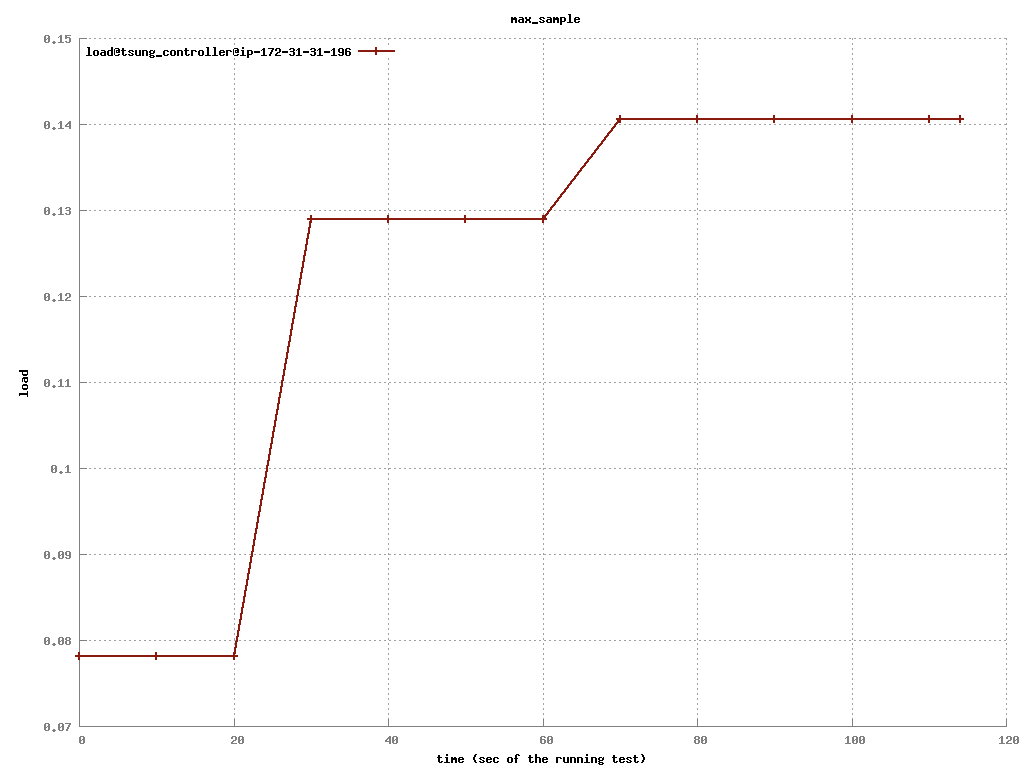 max_sample
load@tsung_controller@ip-172-31-31-196
0.15
0.14
0.13
0.12
0.11
0.1
0.09
0.08
0.07
load
0 20 40 60 80 100 120
time (sec of the running test)